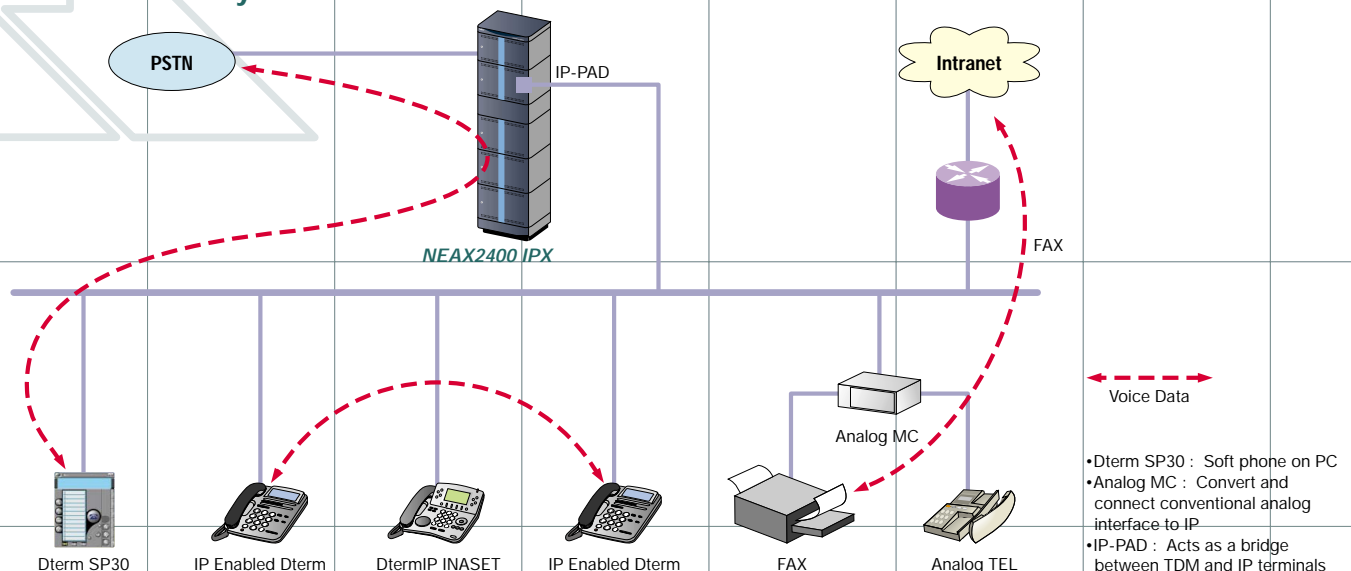 PSTN
IP-PAD
Intranet
NEAX2400 IPX
FAX
Voice Data
Analog MC
•Dterm SP30 : Soft phone on PC
•Analog MC : Convert and
connect conventional analog
interface to IP
•IP-PAD : Acts as a bridge
between TDM and IP terminals
Dterm SP30
IP Enabled Dterm
DtermIP INASET
IP Enabled Dterm
FAX
Analog TEL